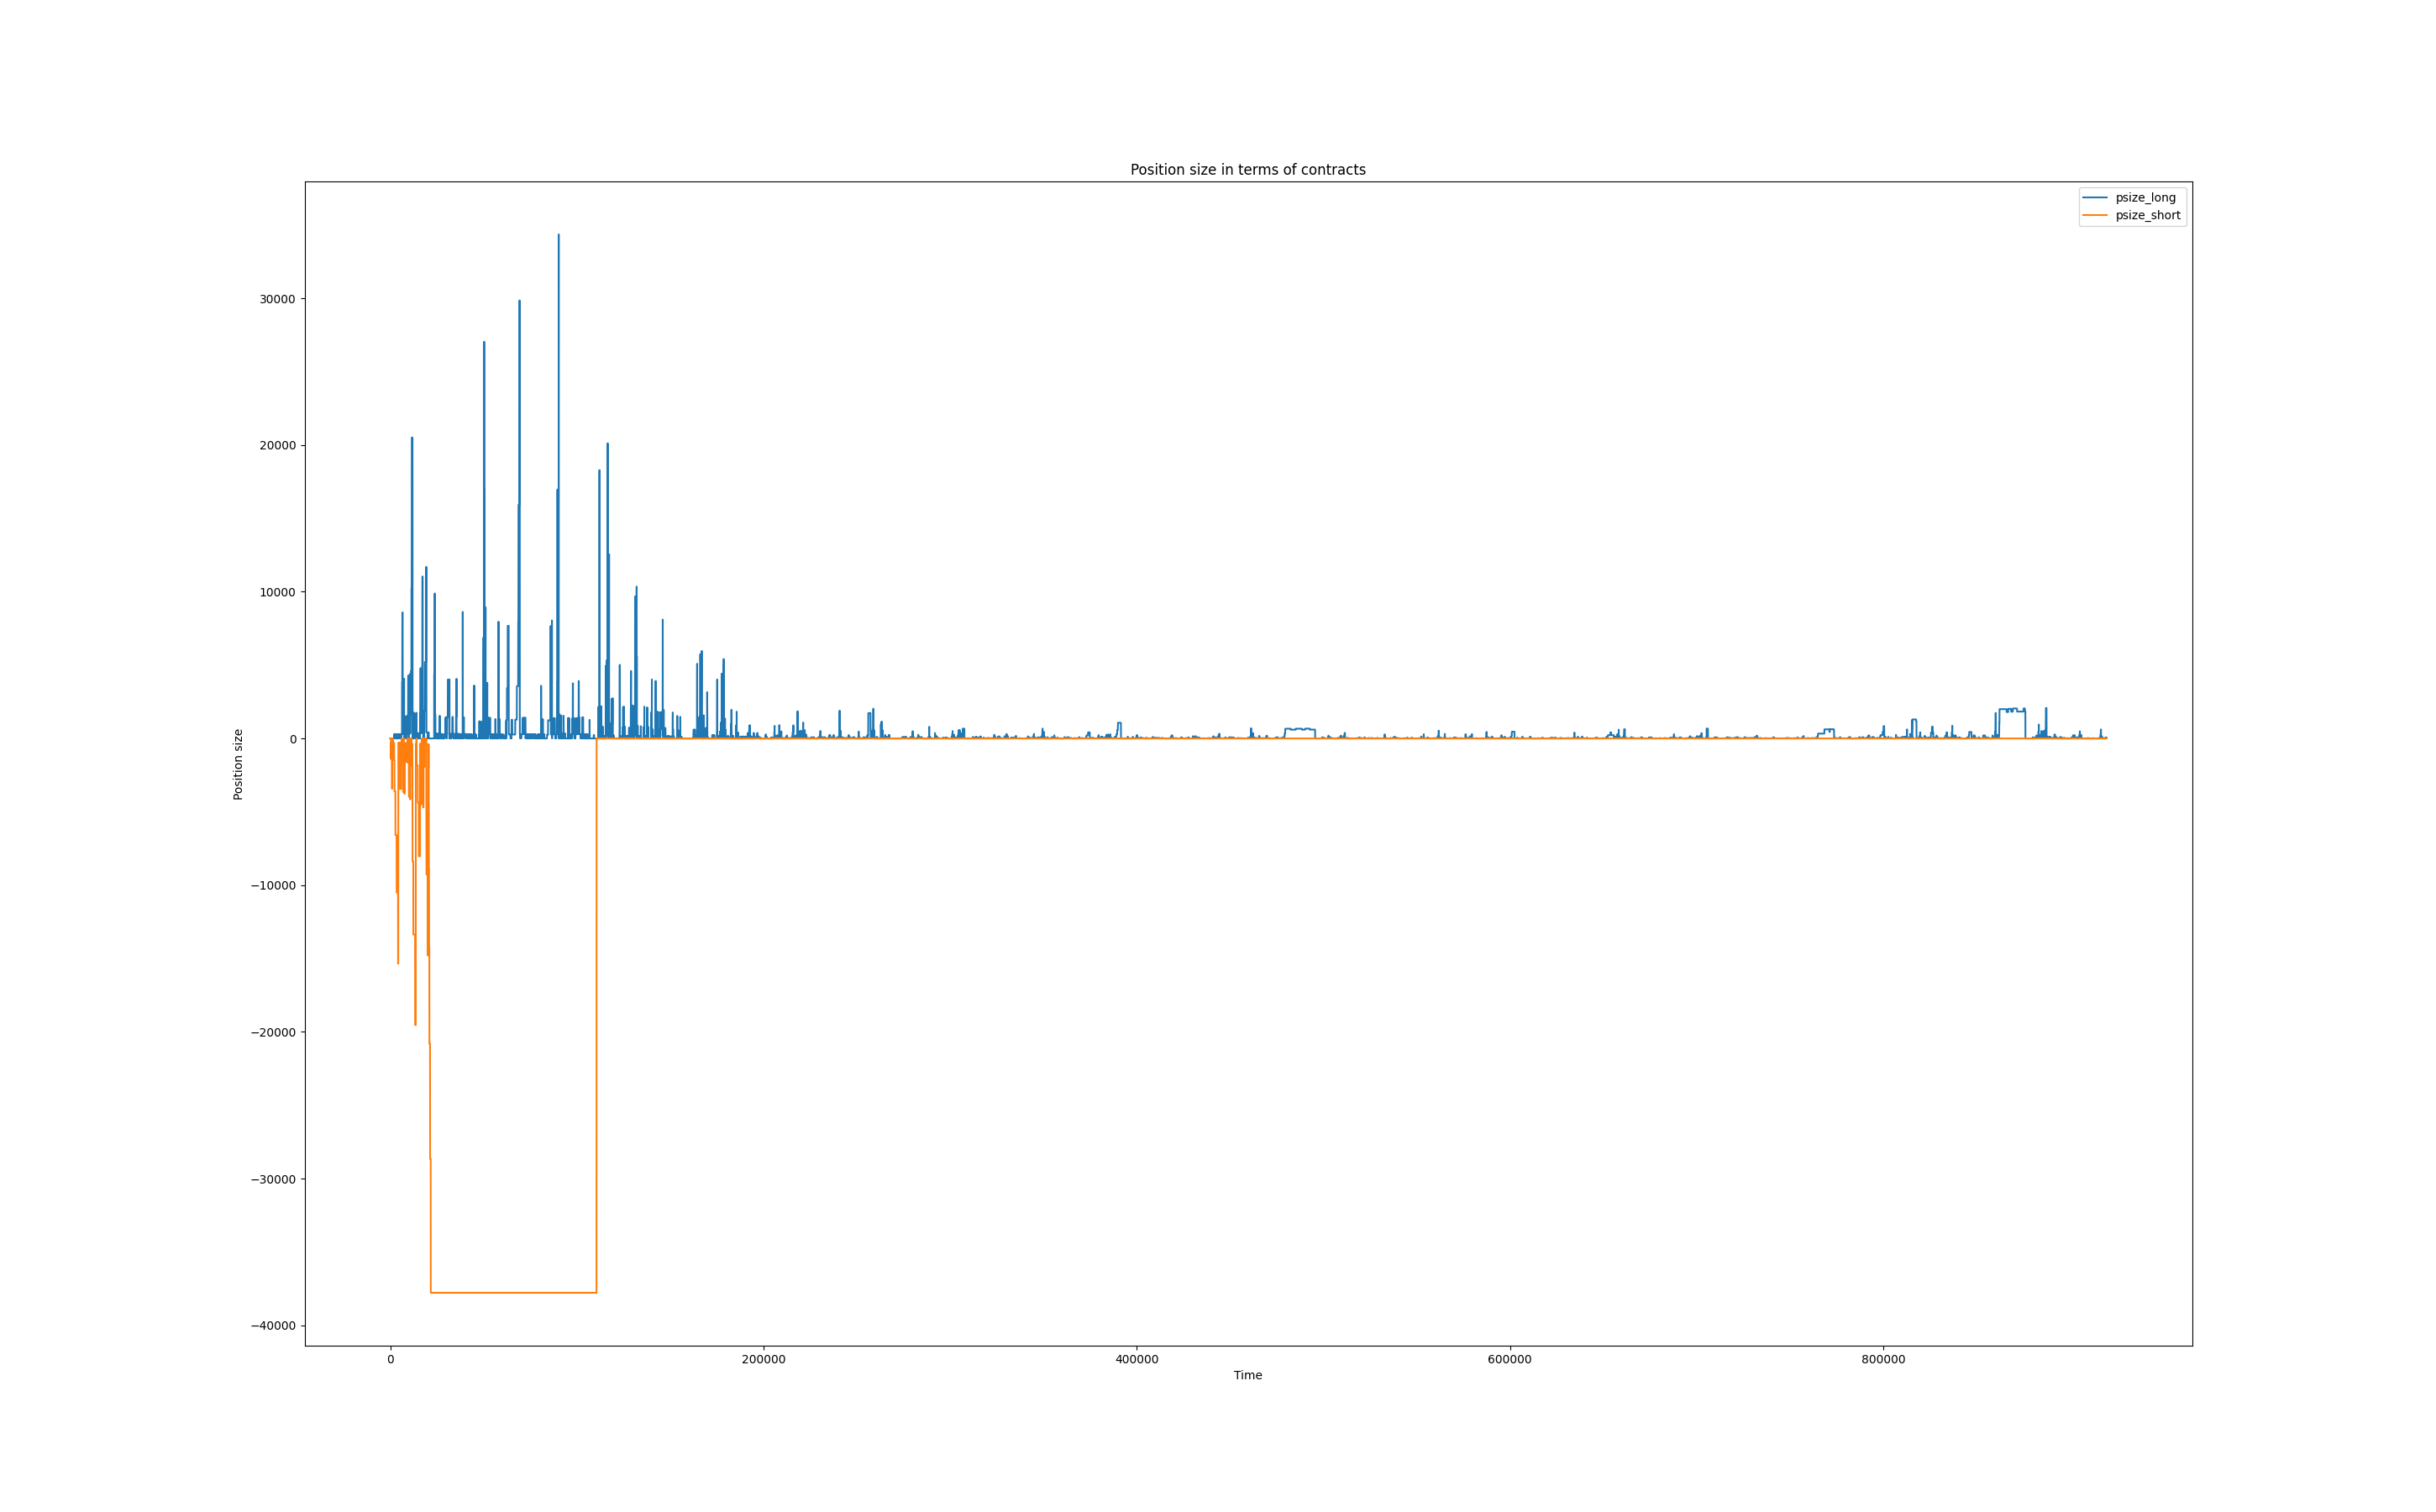 Position size in terms of contracts
psize_long
psize_short
30000
20000
10000
0
−10000
−20000
−30000
−40000
Position size
0
200000
400000
600000
800000
Time